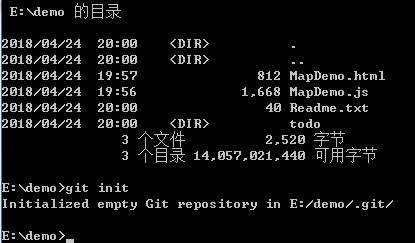 E:\demo 的目录
2018/04/24  20:00    <DIR>          .
2018/04/24  20:00    <DIR>          ..
2018/04/24  19:57               812 MapDemo.html
2018/04/24  19:56             1,668 MapDemo.js
2018/04/24  20:00                40 Readme.txt
2018/04/24  20:00    <DIR>          todo
3 个文件          2,520 字节
3 个目录 14,057,021,440 可用字节
E:\demo>git init
Initialized empty Git repository in E:/demo/.git/
E:\demo>